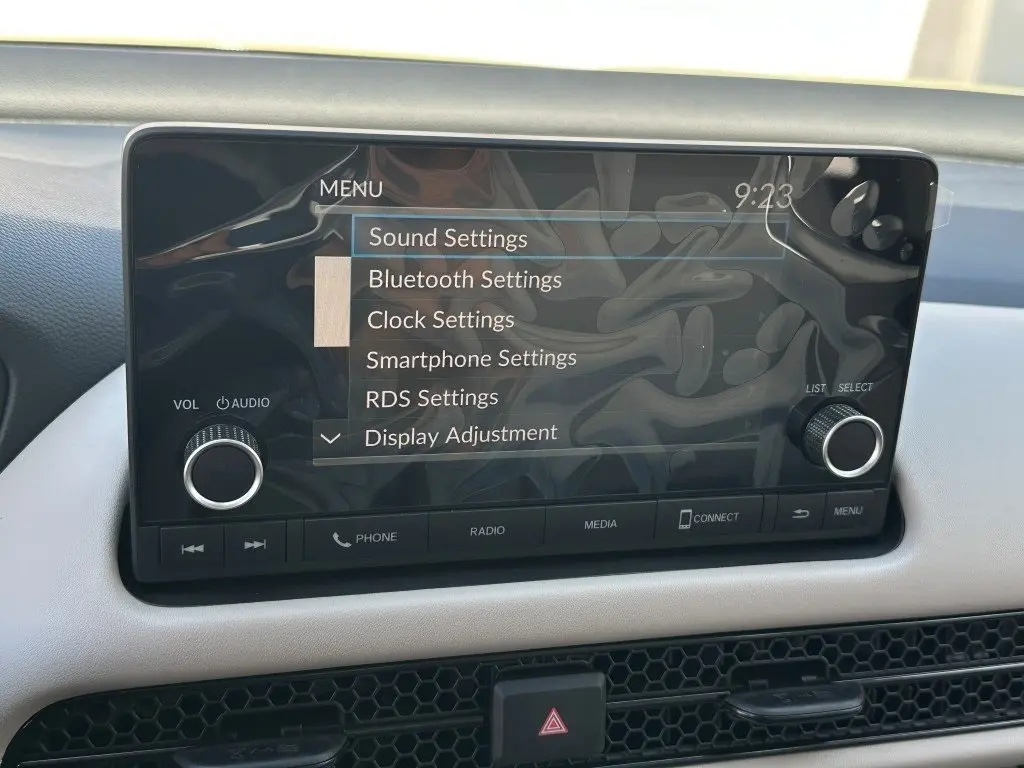 MENU 9:23
Sound Settings
Bluetooth Settings
Clock Settings
Smartphone Settings
RDS Settings
Display Adjustment
VOL AUDIO
LIST SELECT
PHONE RADIO MEDIA CONNECT MENU